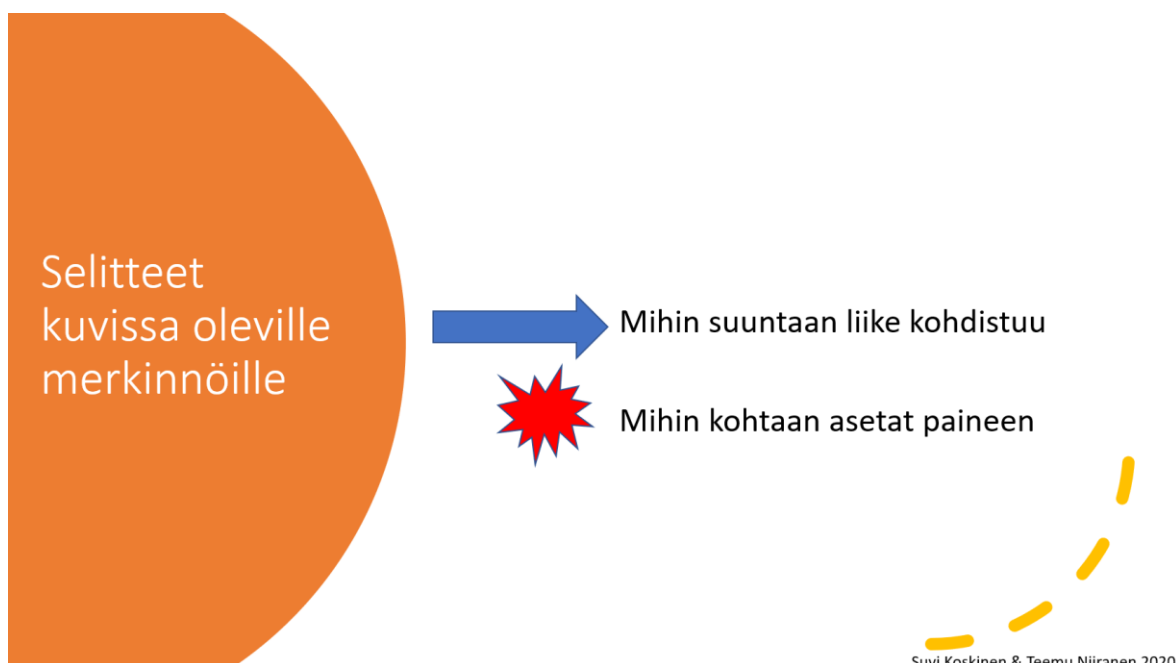 Selitteet
kuvissa oleville
merkinnöille
Mihin suuntaan liike kohdistuu
Mihin kohtaan asetat paineen
Suvi Koskinen & Teemu Niiranen 2020